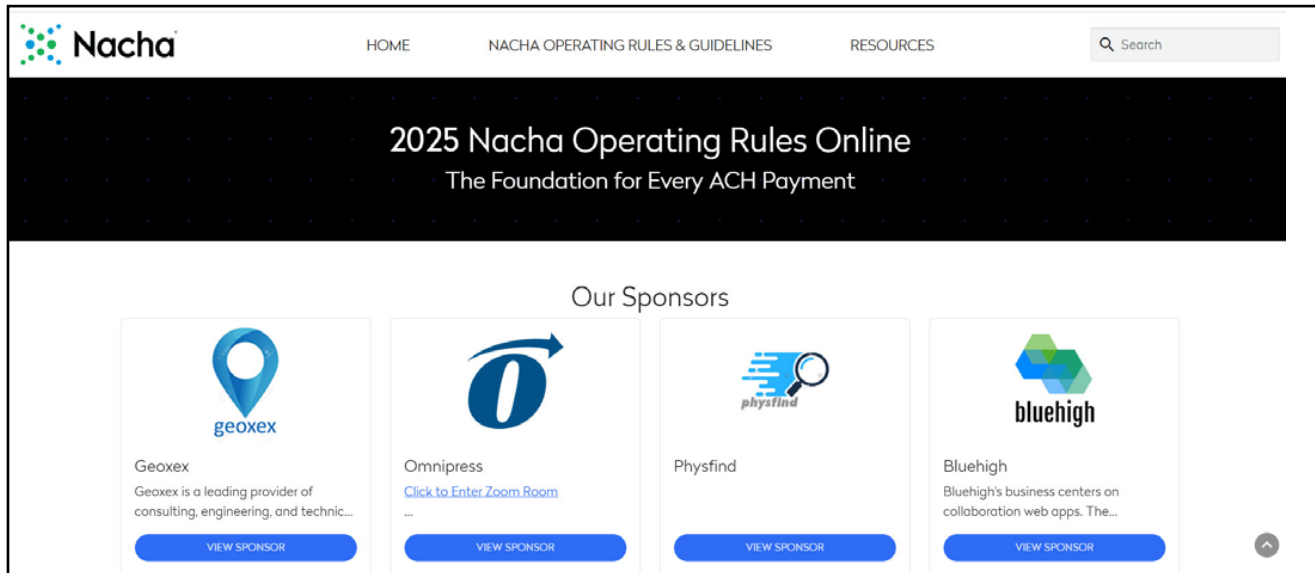 Nacha
HOME
NACHA OPERATING RULES & GUIDELINES
RESOURCES
Search
2025 Nacha Operating Rules Online
The Foundation for Every ACH Payment
Our Sponsors
geoxex
Geoxex
Geoxex is a leading provider of
consulting, engineering, and technic...
VIEW SPONSOR
O
Omnipress
Click to Enter Zoom Room
...
VIEW SPONSOR
physfind
Physfind
VIEW SPONSOR
bluehigh
Bluehigh
Bluehigh's business centers on
collaboration web apps. The...
VIEW SPONSOR